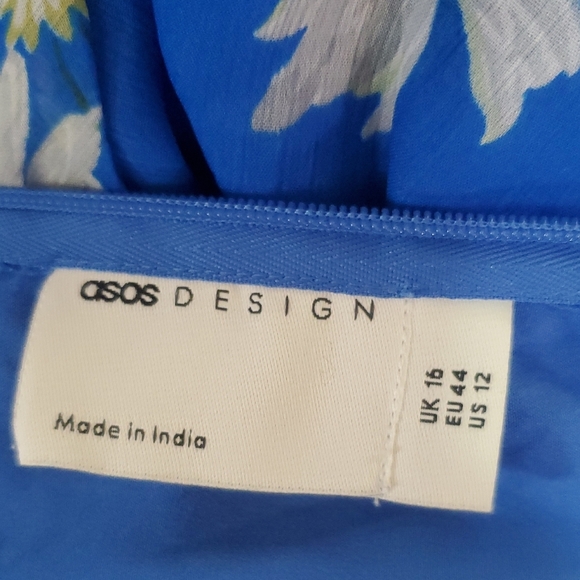 asos DESIGN
Made in India
UK 16
EU 44
US 12